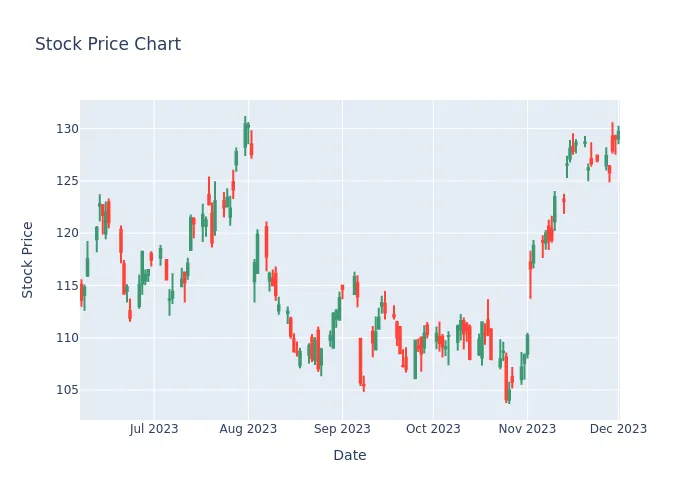 Stock Price Chart
130
125
120
115
110
105
Stock Price
Jul 2023
Aug 2023
Sep 2023
Oct 2023
Nov 2023
Dec 2023
Date